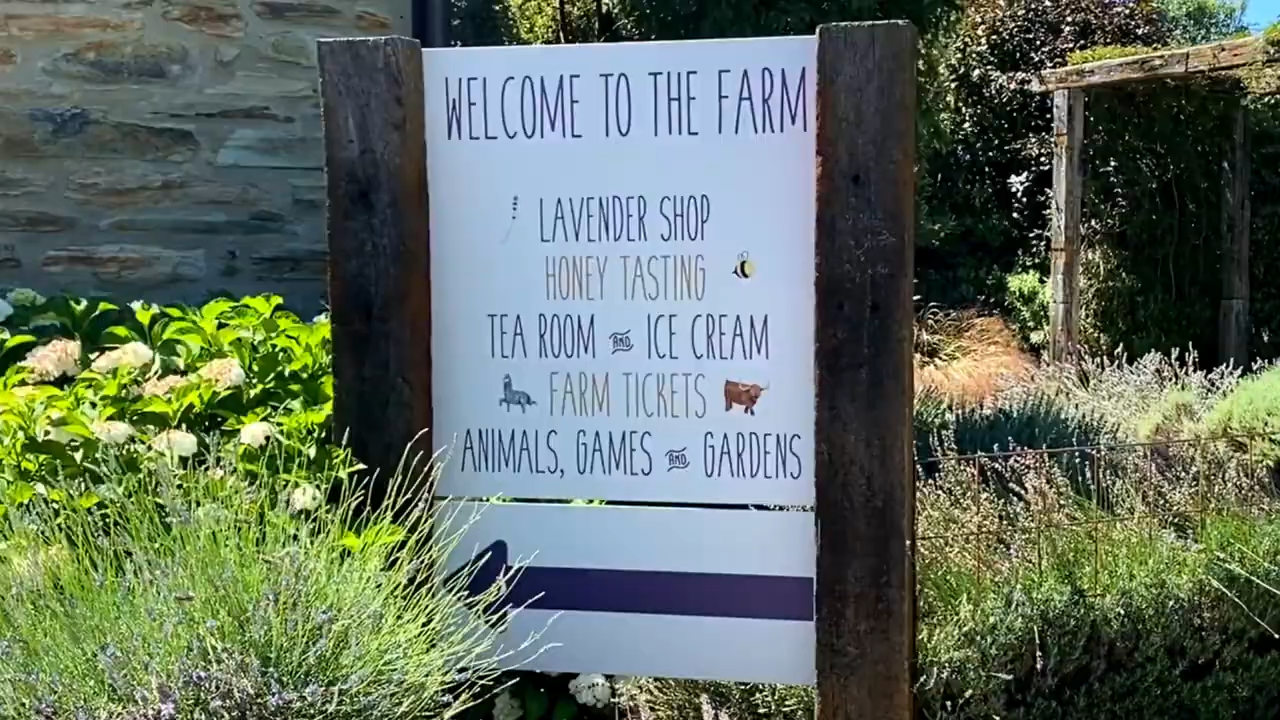 WELCOME TO THE FARM
LAVENDER SHOP
HONEY TASTING
TEA ROOM AND ICE CREAM
FARM TICKETS
ANIMALS, GAMES AND GARDENS